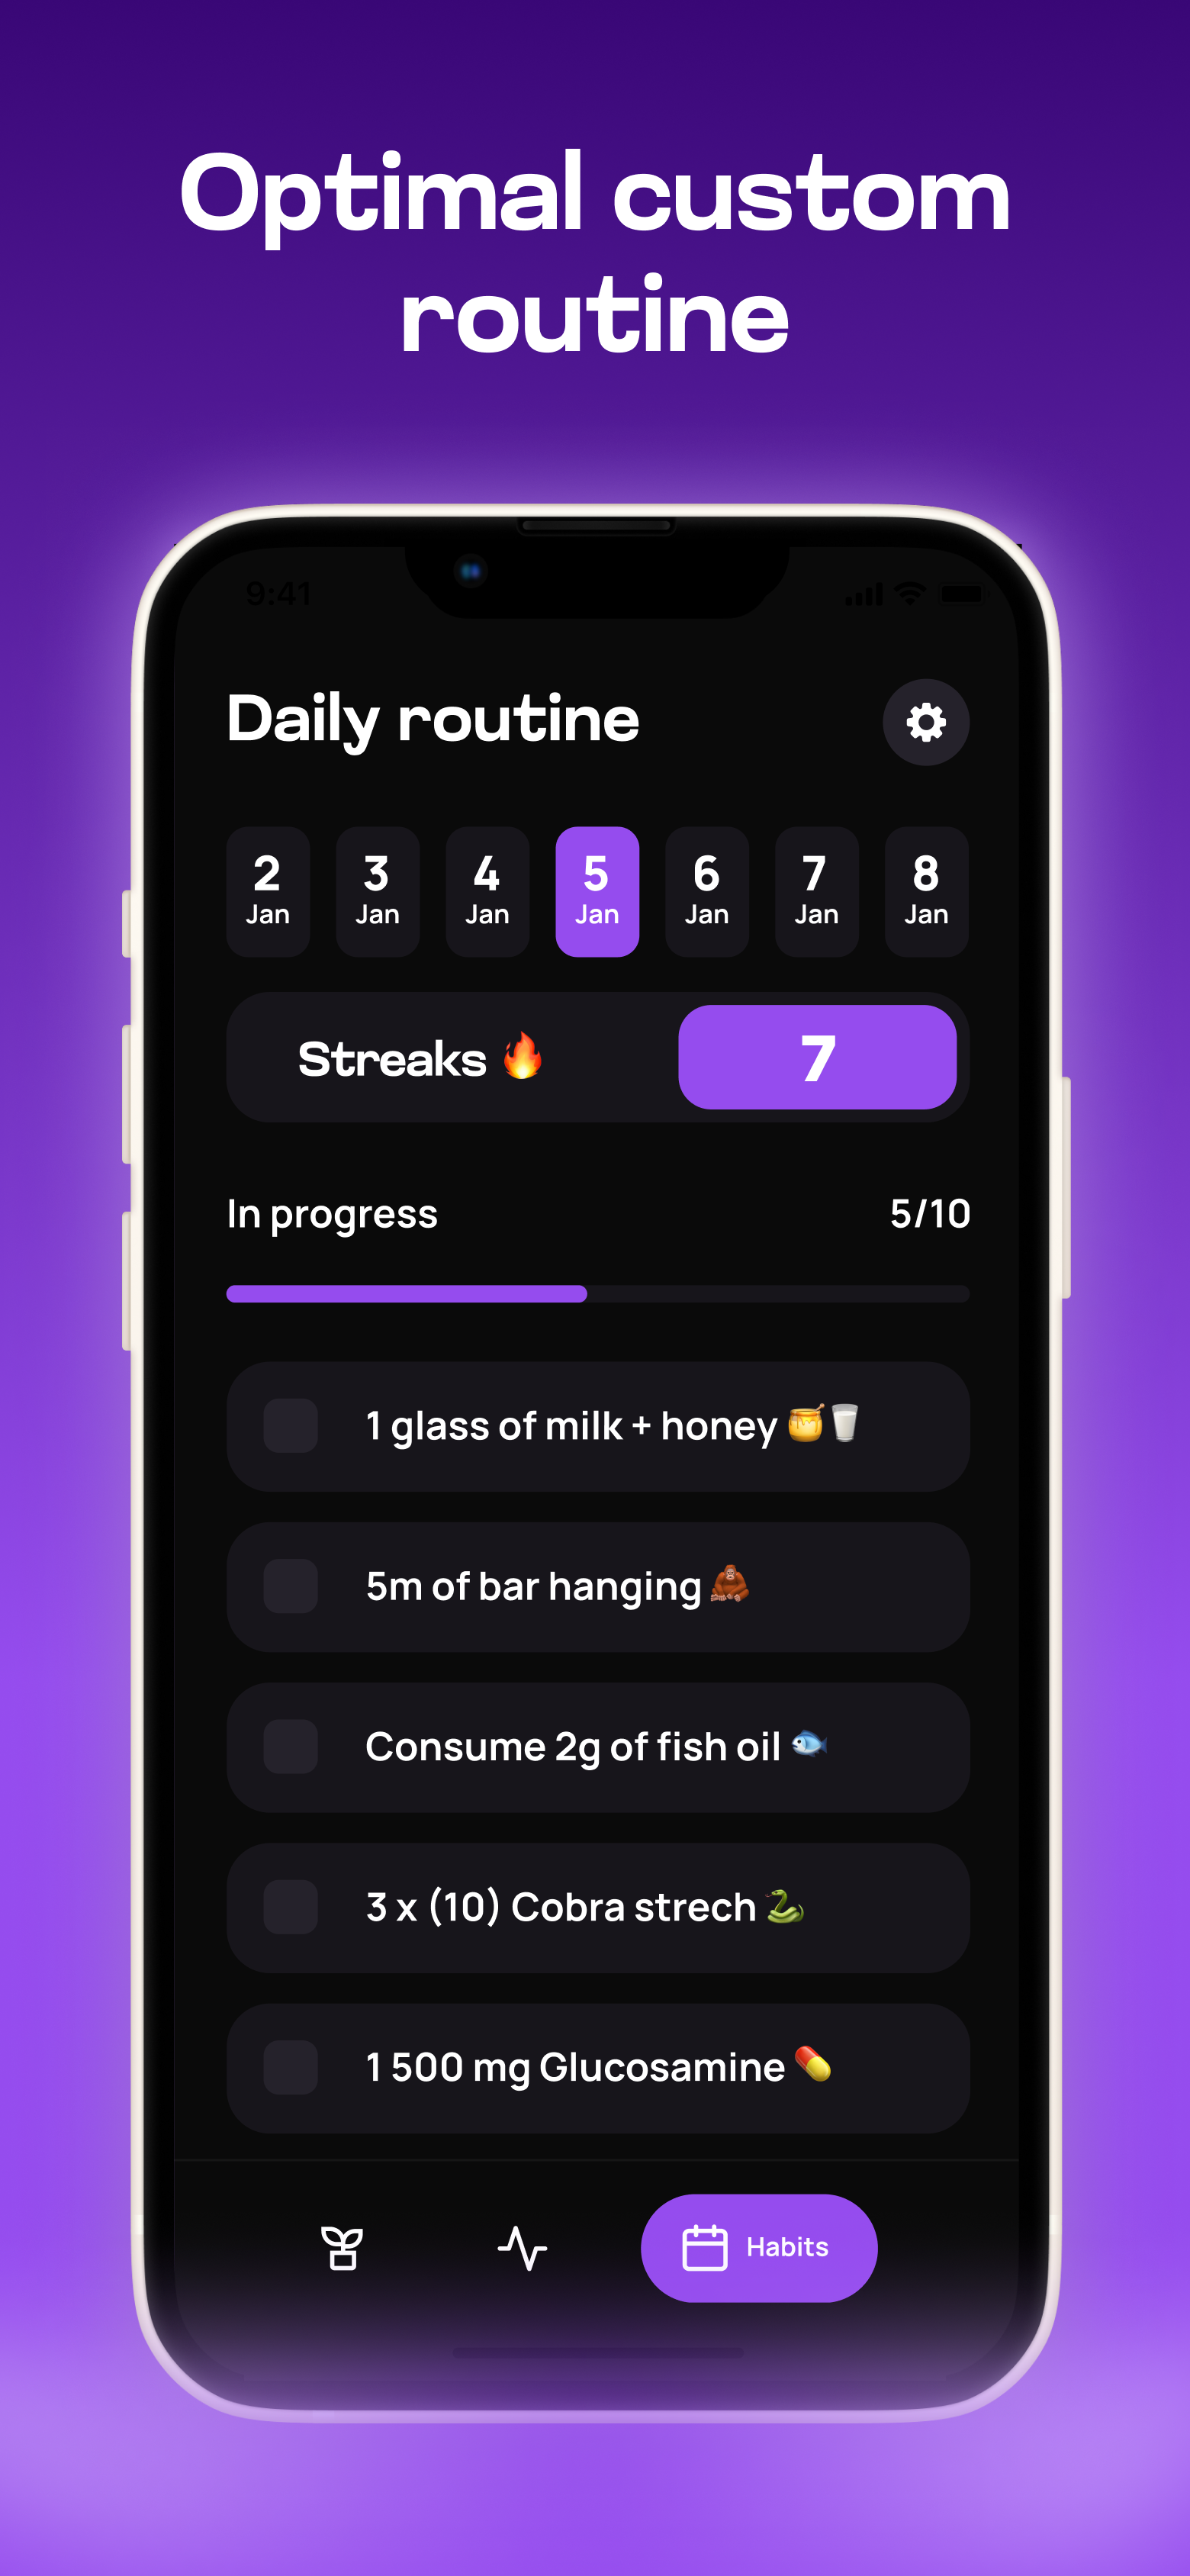 Optimal custom
routine
9:41
Daily routine
2 3 4 5 6 7 8
Jan Jan Jan Jan Jan Jan Jan
Streaks 🔥 7
In progress 5/10
1 glass of milk + honey 🍯🥛
5m of bar hanging 🦧
Consume 2g of fish oil 🐟
3 x (10) Cobra strech 🐍
1 500 mg Glucosamine 💊
Habits